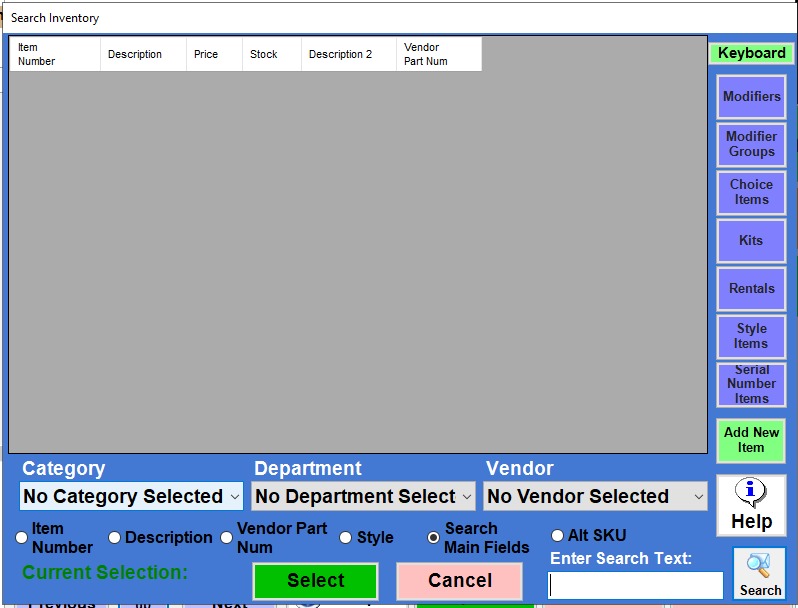 Search Inventory
Item
Number
Description
Price
Stock
Description 2
Vendor
Part Num
Keyboard
Modifiers
Modifier
Groups
Choice
Items
Kits
Rentals
Style
Items
Serial
Number
Items
Add New
Item
Help
Category
Department
Vendor
No Category Selected
No Department Select
No Vendor Selected
Item
Number
Description
Vendor Part
Num
Style
Search
Main Fields
Alt SKU
Current Selection:
Select
Cancel
Enter Search Text:
Search
Previous
Next